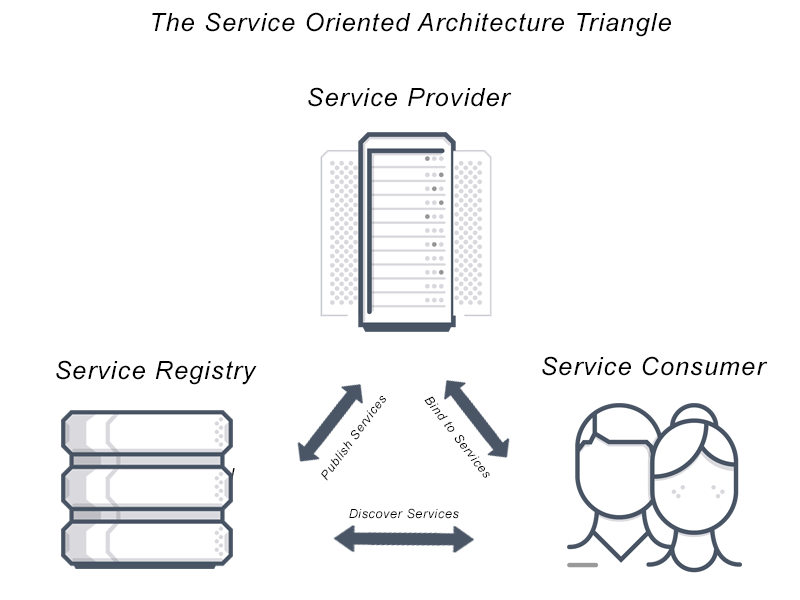 The Service Oriented Architecture Triangle
Service Provider
Service Registry
Service Consumer
Publish Services
Bind to Services
Discover Services